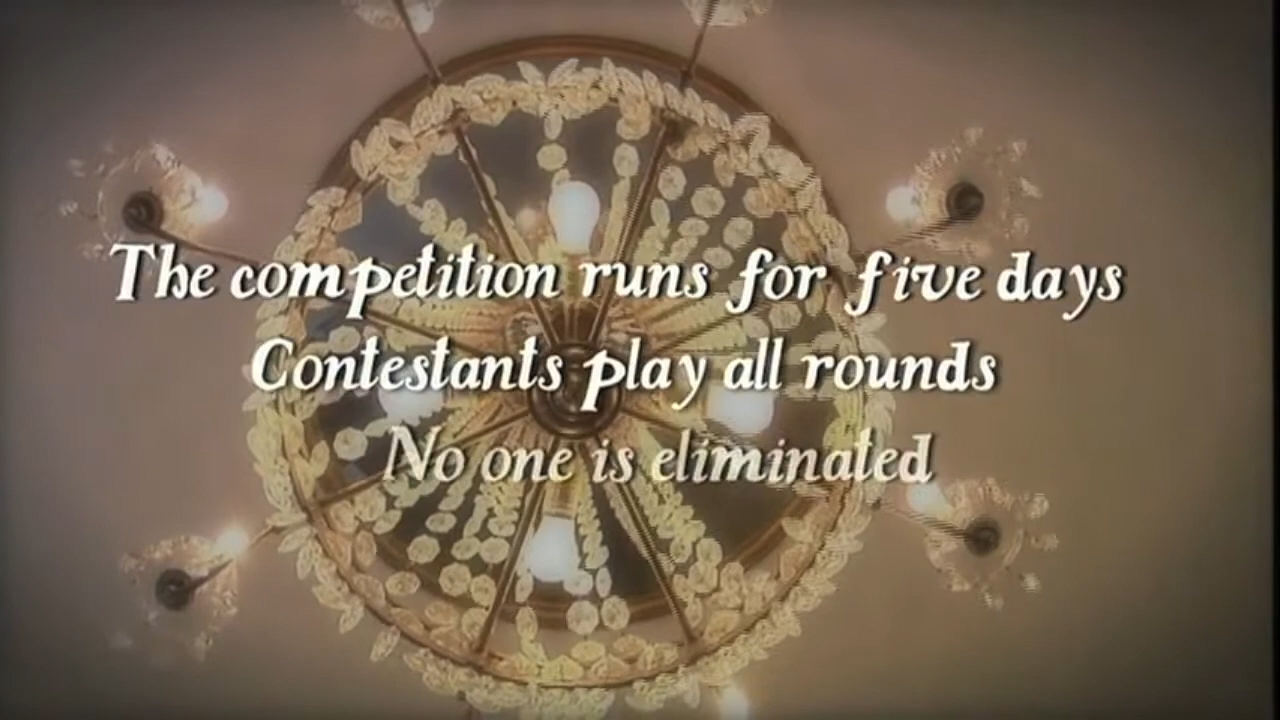 The competition runs for five days
Contestants play all rounds
No one is eliminated